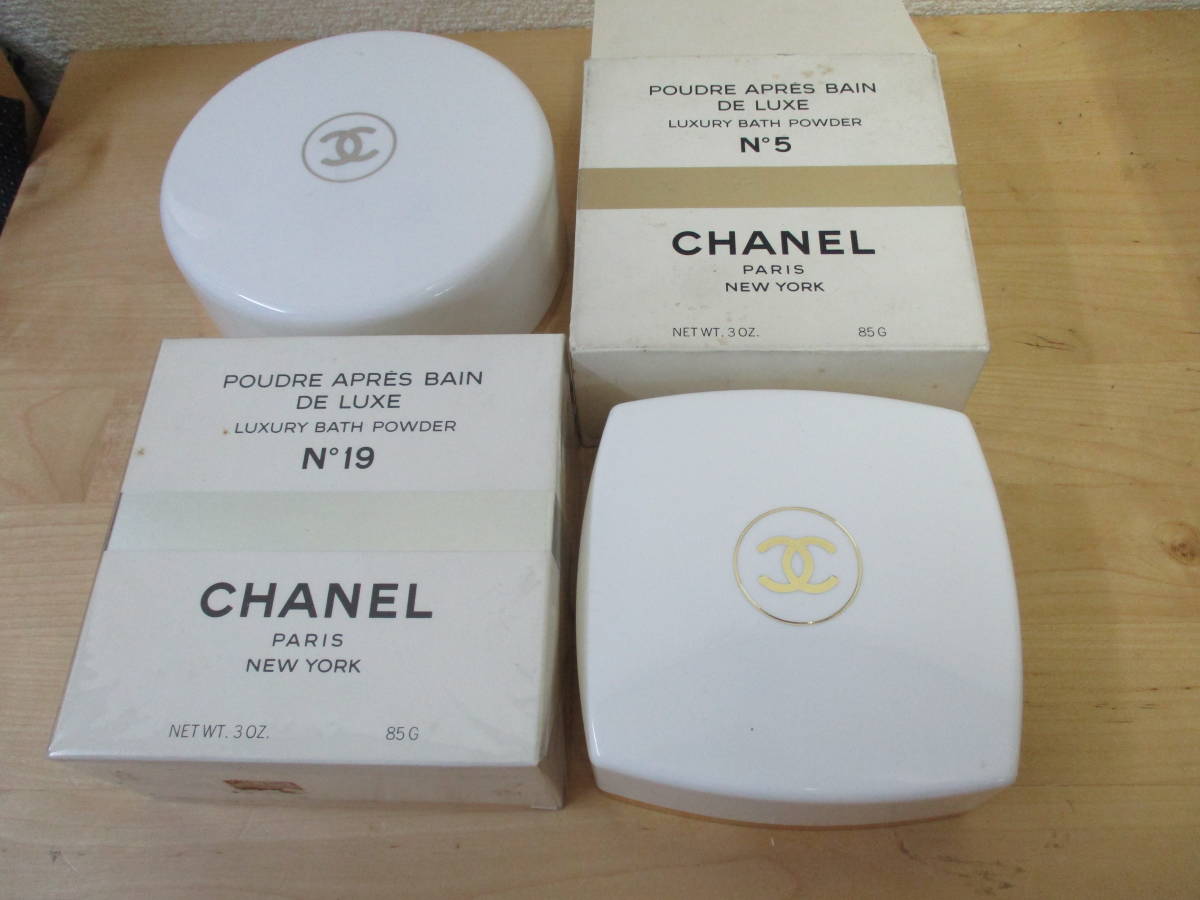 POUDRE APRÈS BAIN
DE LUXE
LUXURY BATH POWDER
N°5
CHANEL
PARIS
NEW YORK
NET WT. 3 OZ. 85 G
POUDRE APRÈS BAIN
DE LUXE
LUXURY BATH POWDER
N°19
CHANEL
PARIS
NEW YORK
NET WT. 3 OZ. 85 G